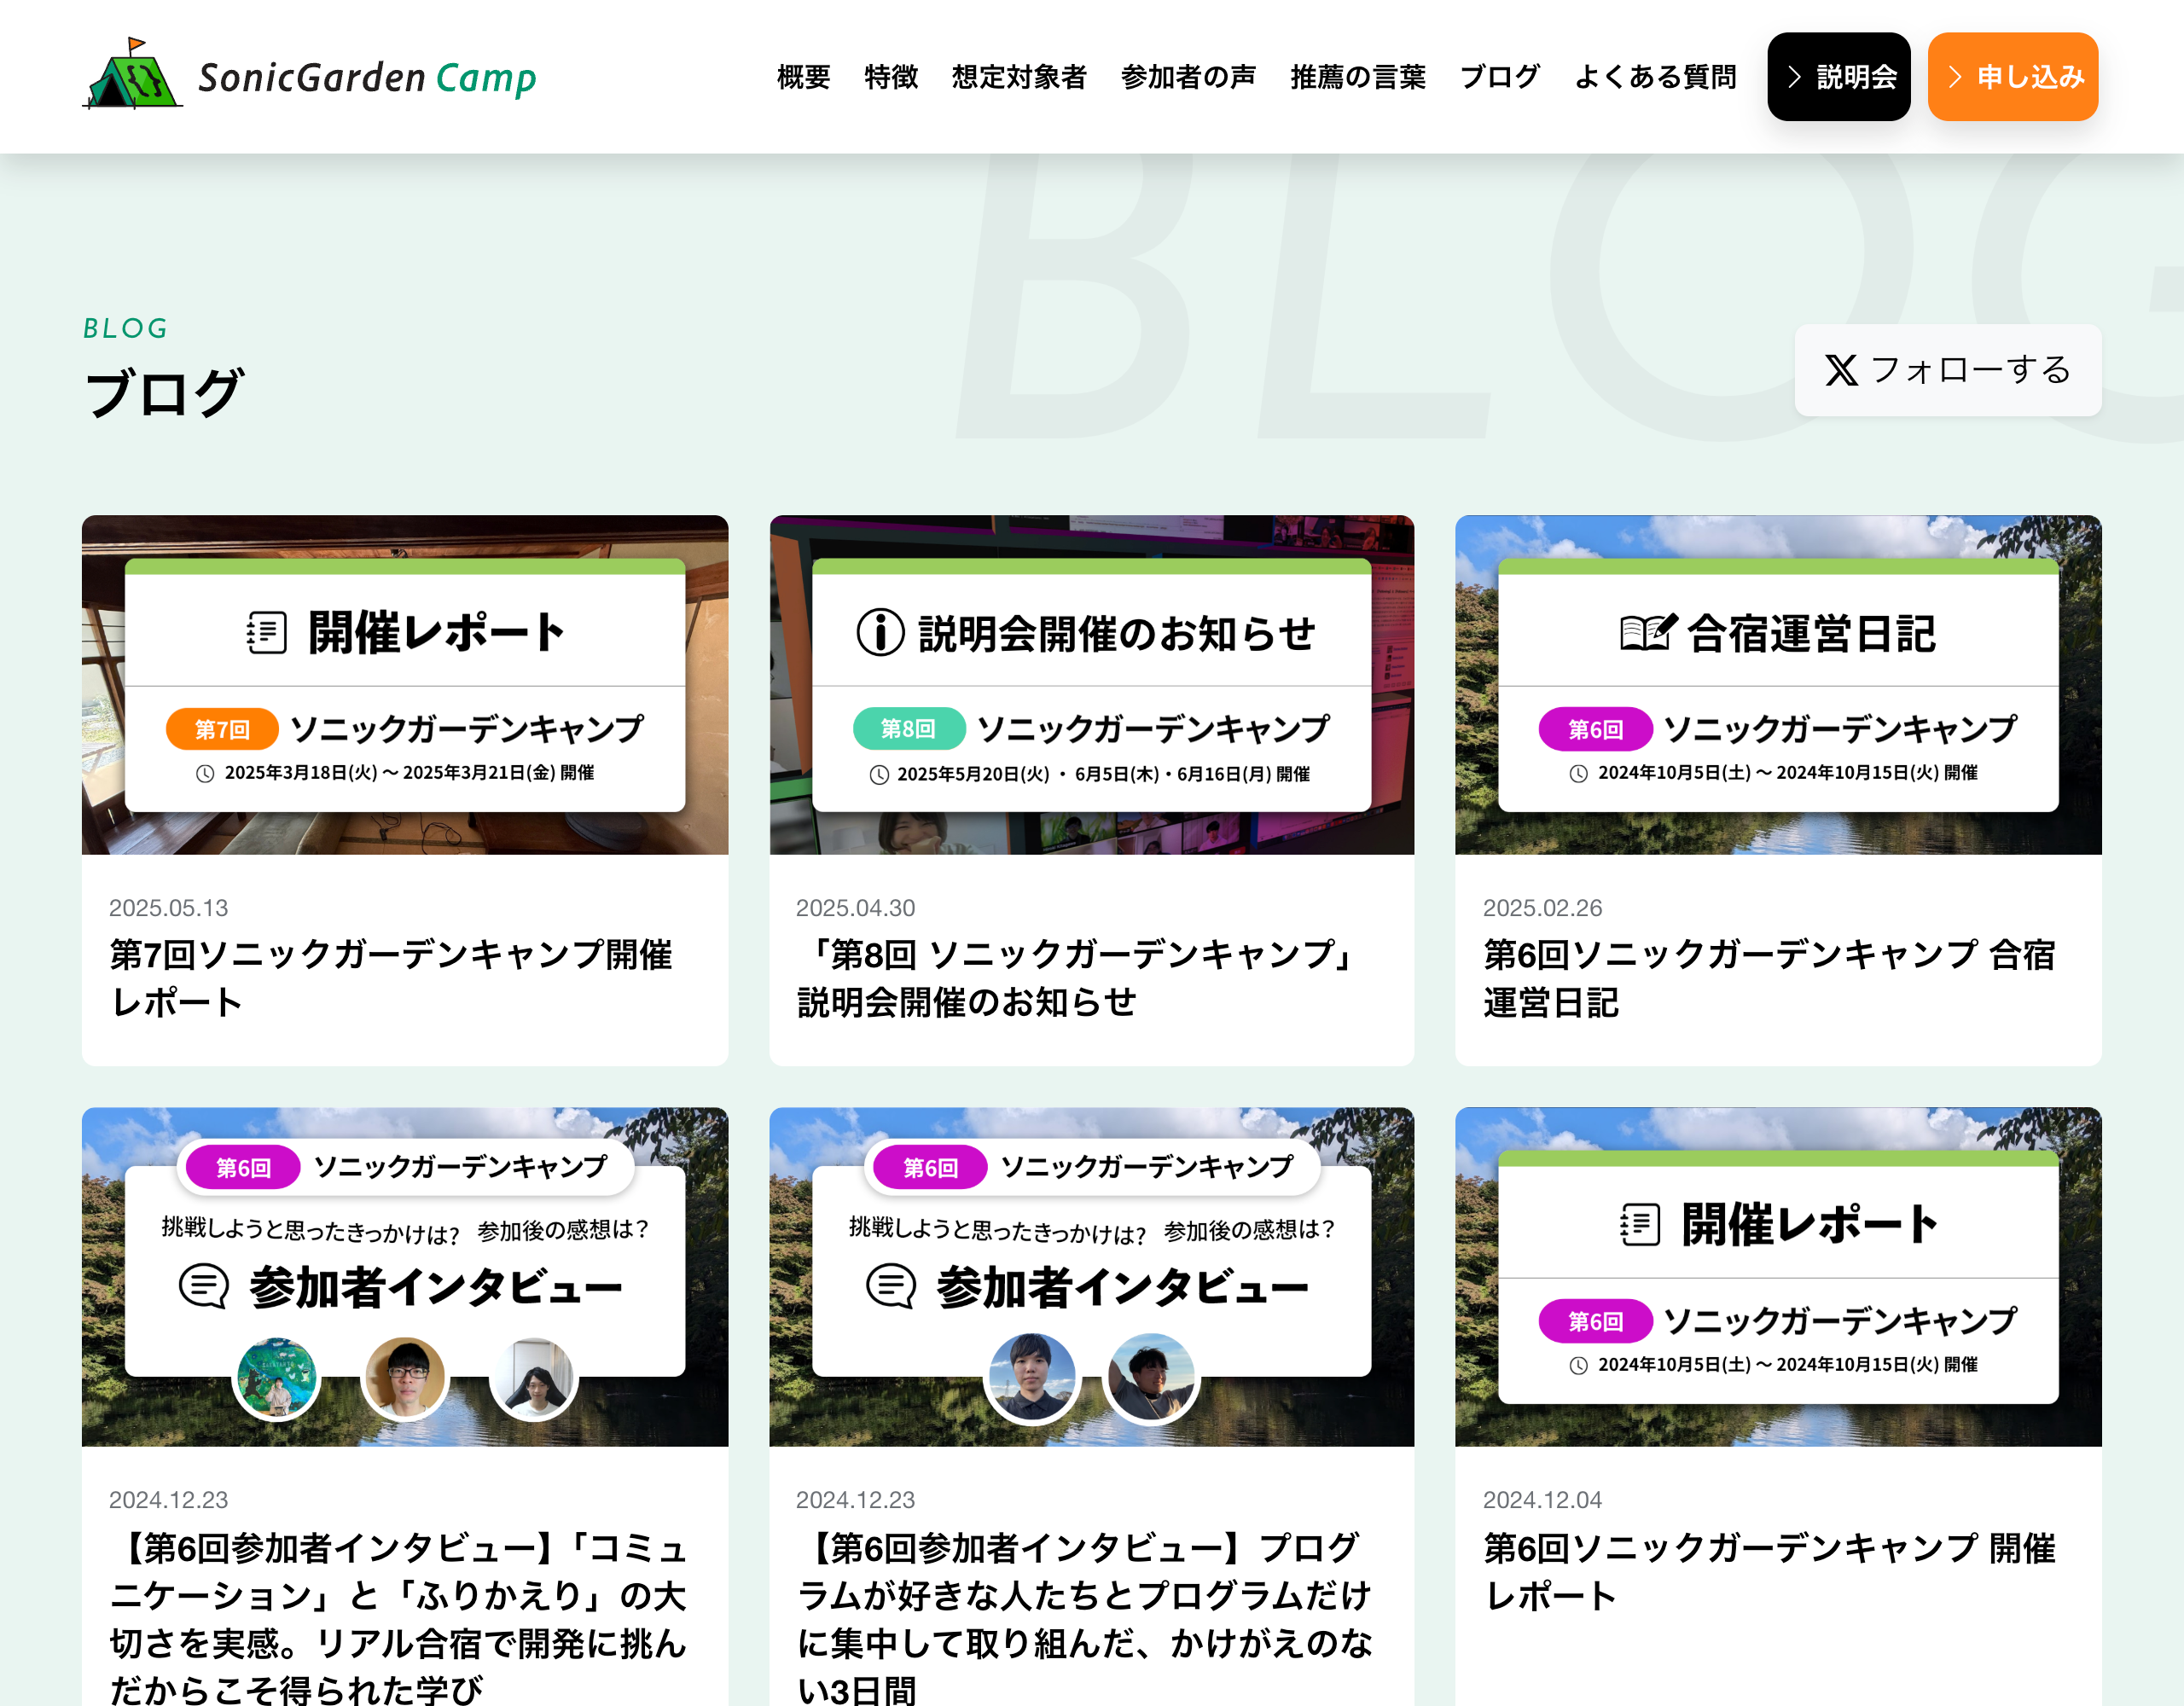 SonicGarden Camp
概要 特徴 想定対象者 参加者の声 推薦の言葉 ブログ よくある質問 説明会 申し込み
BLOG
BLOG
ブログ
フォローする
開催レポート
第7回 ソニックガーデンキャンプ
2025年3月18日(火) 〜 2025年3月21日(金) 開催
2025.05.13
第7回ソニックガーデンキャンプ開催
レポート
説明会開催のお知らせ
第8回 ソニックガーデンキャンプ
2025年5月20日(火) ・ 6月5日(木)・6月16日(月) 開催
2025.04.30
「第8回 ソニックガーデンキャンプ」
説明会開催のお知らせ
合宿運営日記
第6回 ソニックガーデンキャンプ
2024年10月5日(土) 〜 2024年10月15日(火) 開催
2025.02.26
第6回ソニックガーデンキャンプ 合宿
運営日記
第6回 ソニックガーデンキャンプ
挑戦しようと思ったきっかけは? 参加後の感想は?
参加者インタビュー
2024.12.23
【第6回参加者インタビュー】「コミュ
ニケーション」と「ふりかえり」の大
切さを実感。リアル合宿で開発に挑ん
だからこそ得られた学び
第6回 ソニックガーデンキャンプ
挑戦しようと思ったきっかけは? 参加後の感想は?
参加者インタビュー
2024.12.23
【第6回参加者インタビュー】プログ
ラムが好きな人たちとプログラムだけ
に集中して取り組んだ、かけがえのな
い3日間
開催レポート
第6回 ソニックガーデンキャンプ
2024年10月5日(土) 〜 2024年10月15日(火) 開催
2024.12.04
第6回ソニックガーデンキャンプ 開催
レポート